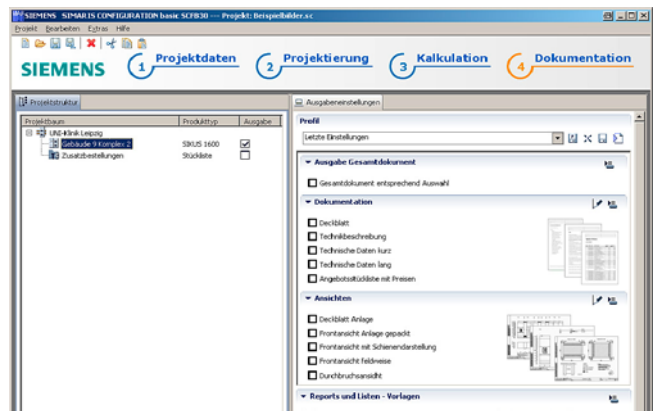 SIEMENS SIMARIS CONFIGURATION basic SCFB30 --- Projekt: Beispielbilder.sc
Projekt Bearbeiten Extras Hilfe
SIEMENS
1 Projektdaten
2 Projektierung
3 Kalkulation
4 Dokumentation
Projektstruktur
Projektbaum Produkttyp Ausgabe
UNI-Klinik Leipzig
Gebäude 9 Komplex 2 SIKUS 1600
Zusatzbestellungen Stückliste
Ausgabeneinstellungen
Profil
Letzte Einstellungen
Ausgabe Gesamtdokument
Gesamtdokument entsprechend Auswahl
Dokumentation
Deckblatt
Technikbeschreibung
Technische Daten kurz
Technische Daten lang
Angebotsstückliste mit Preisen
Ansichten
Deckblatt Anlage
Frontansicht Anlage gepackt
Frontansicht mit Schienendarstellung
Frontansicht feldweise
Durchbruchsansicht
Reports und Listen - Vorlagen